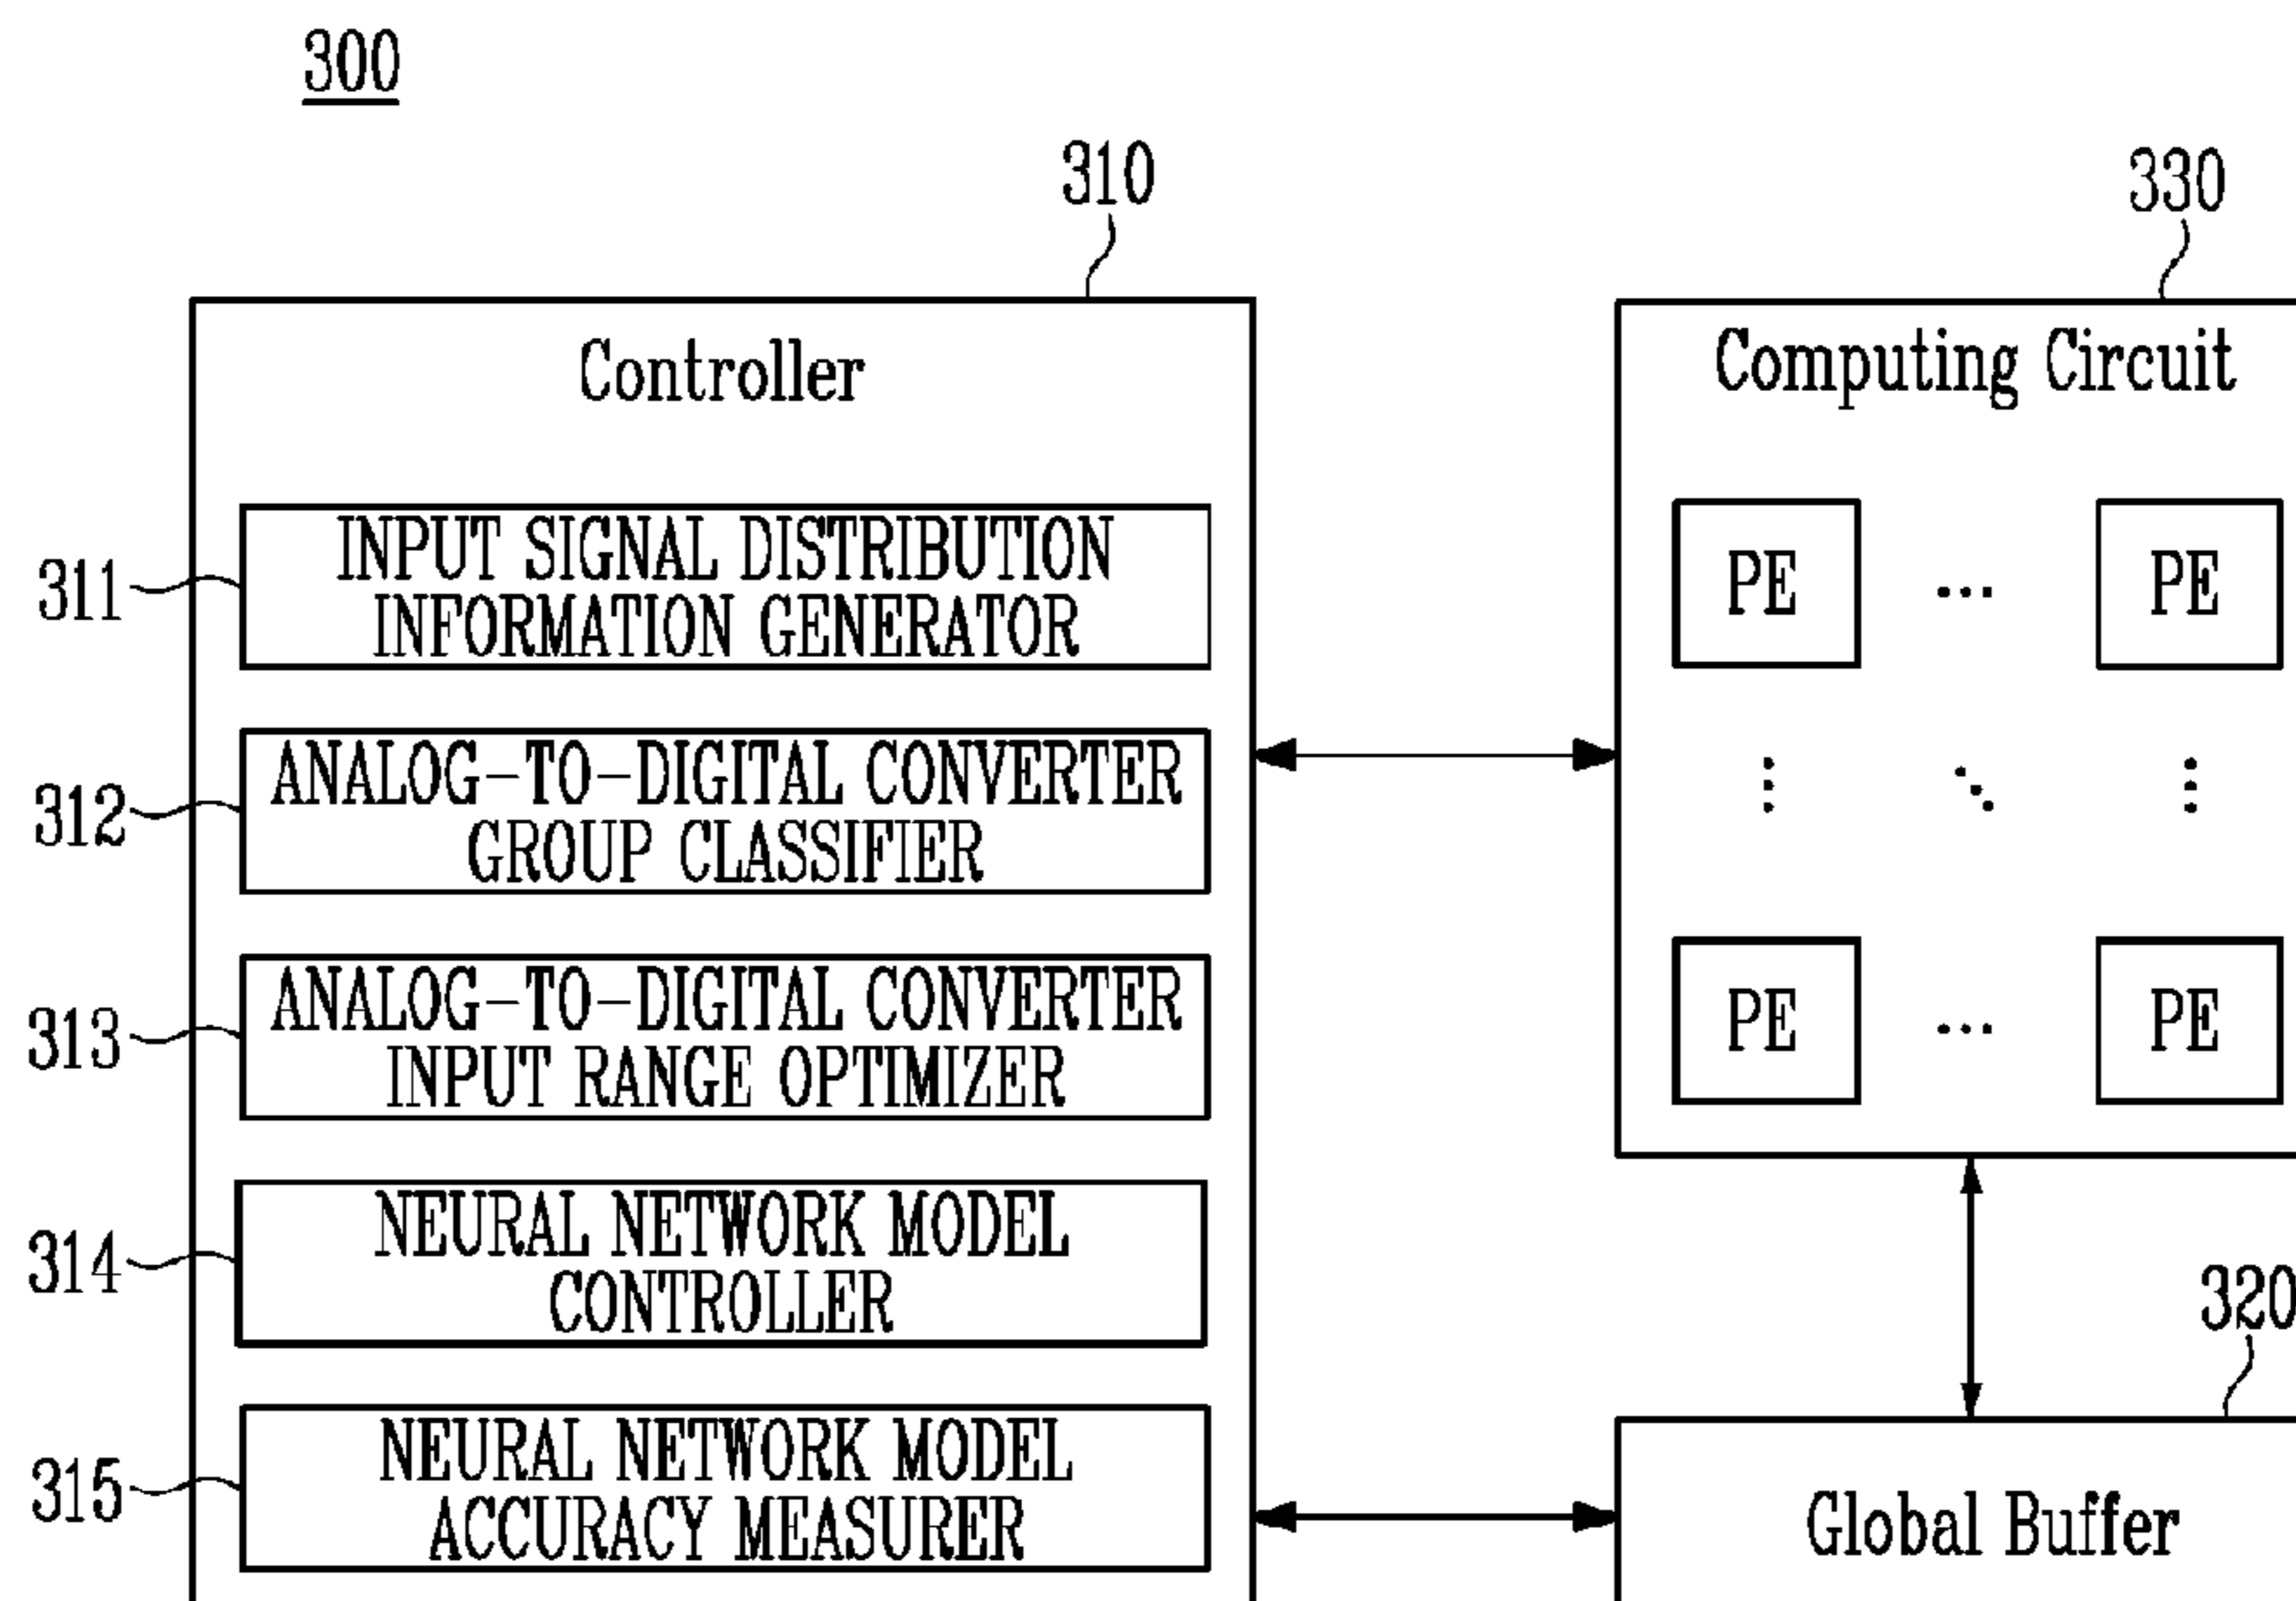 300
310
330
Controller
311
INPUT SIGNAL DISTRIBUTION
INFORMATION GENERATOR
312
ANALOG-TO-DIGITAL CONVERTER
GROUP CLASSIFIER
313
ANALOG-TO-DIGITAL CONVERTER
INPUT RANGE OPTIMIZER
314
NEURAL NETWORK MODEL
CONTROLLER
315
NEURAL NETWORK MODEL
ACCURACY MEASURER
Computing Circuit
PE ... PE
PE ... PE
320
Global Buffer